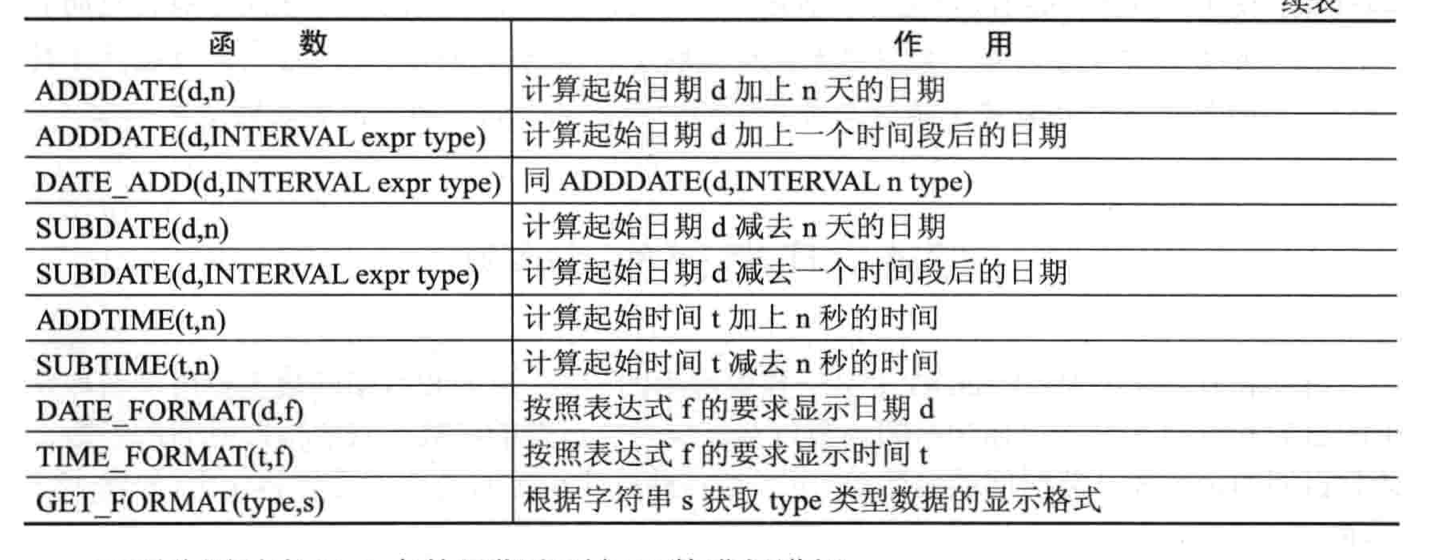 续表
函 数 作 用
ADDDATE(d,n) 计算起始日期 d 加上 n 天的日期
ADDDATE(d,INTERVAL expr type) 计算起始日期 d 加上一个时间段后的日期
DATE_ADD(d,INTERVAL expr type) 同 ADDDATE(d,INTERVAL n type)
SUBDATE(d,n) 计算起始日期 d 减去 n 天的日期
SUBDATE(d,INTERVAL expr type) 计算起始日期 d 减去一个时间段后的日期
ADDTIME(t,n) 计算起始时间 t 加上 n 秒的时间
SUBTIME(t,n) 计算起始时间 t 减去 n 秒的时间
DATE_FORMAT(d,f) 按照表达式 f 的要求显示日期 d
TIME_FORMAT(t,f) 按照表达式 f 的要求显示时间 t
GET_FORMAT(type,s) 根据字符串 s 获取 type 类型数据的显示格式